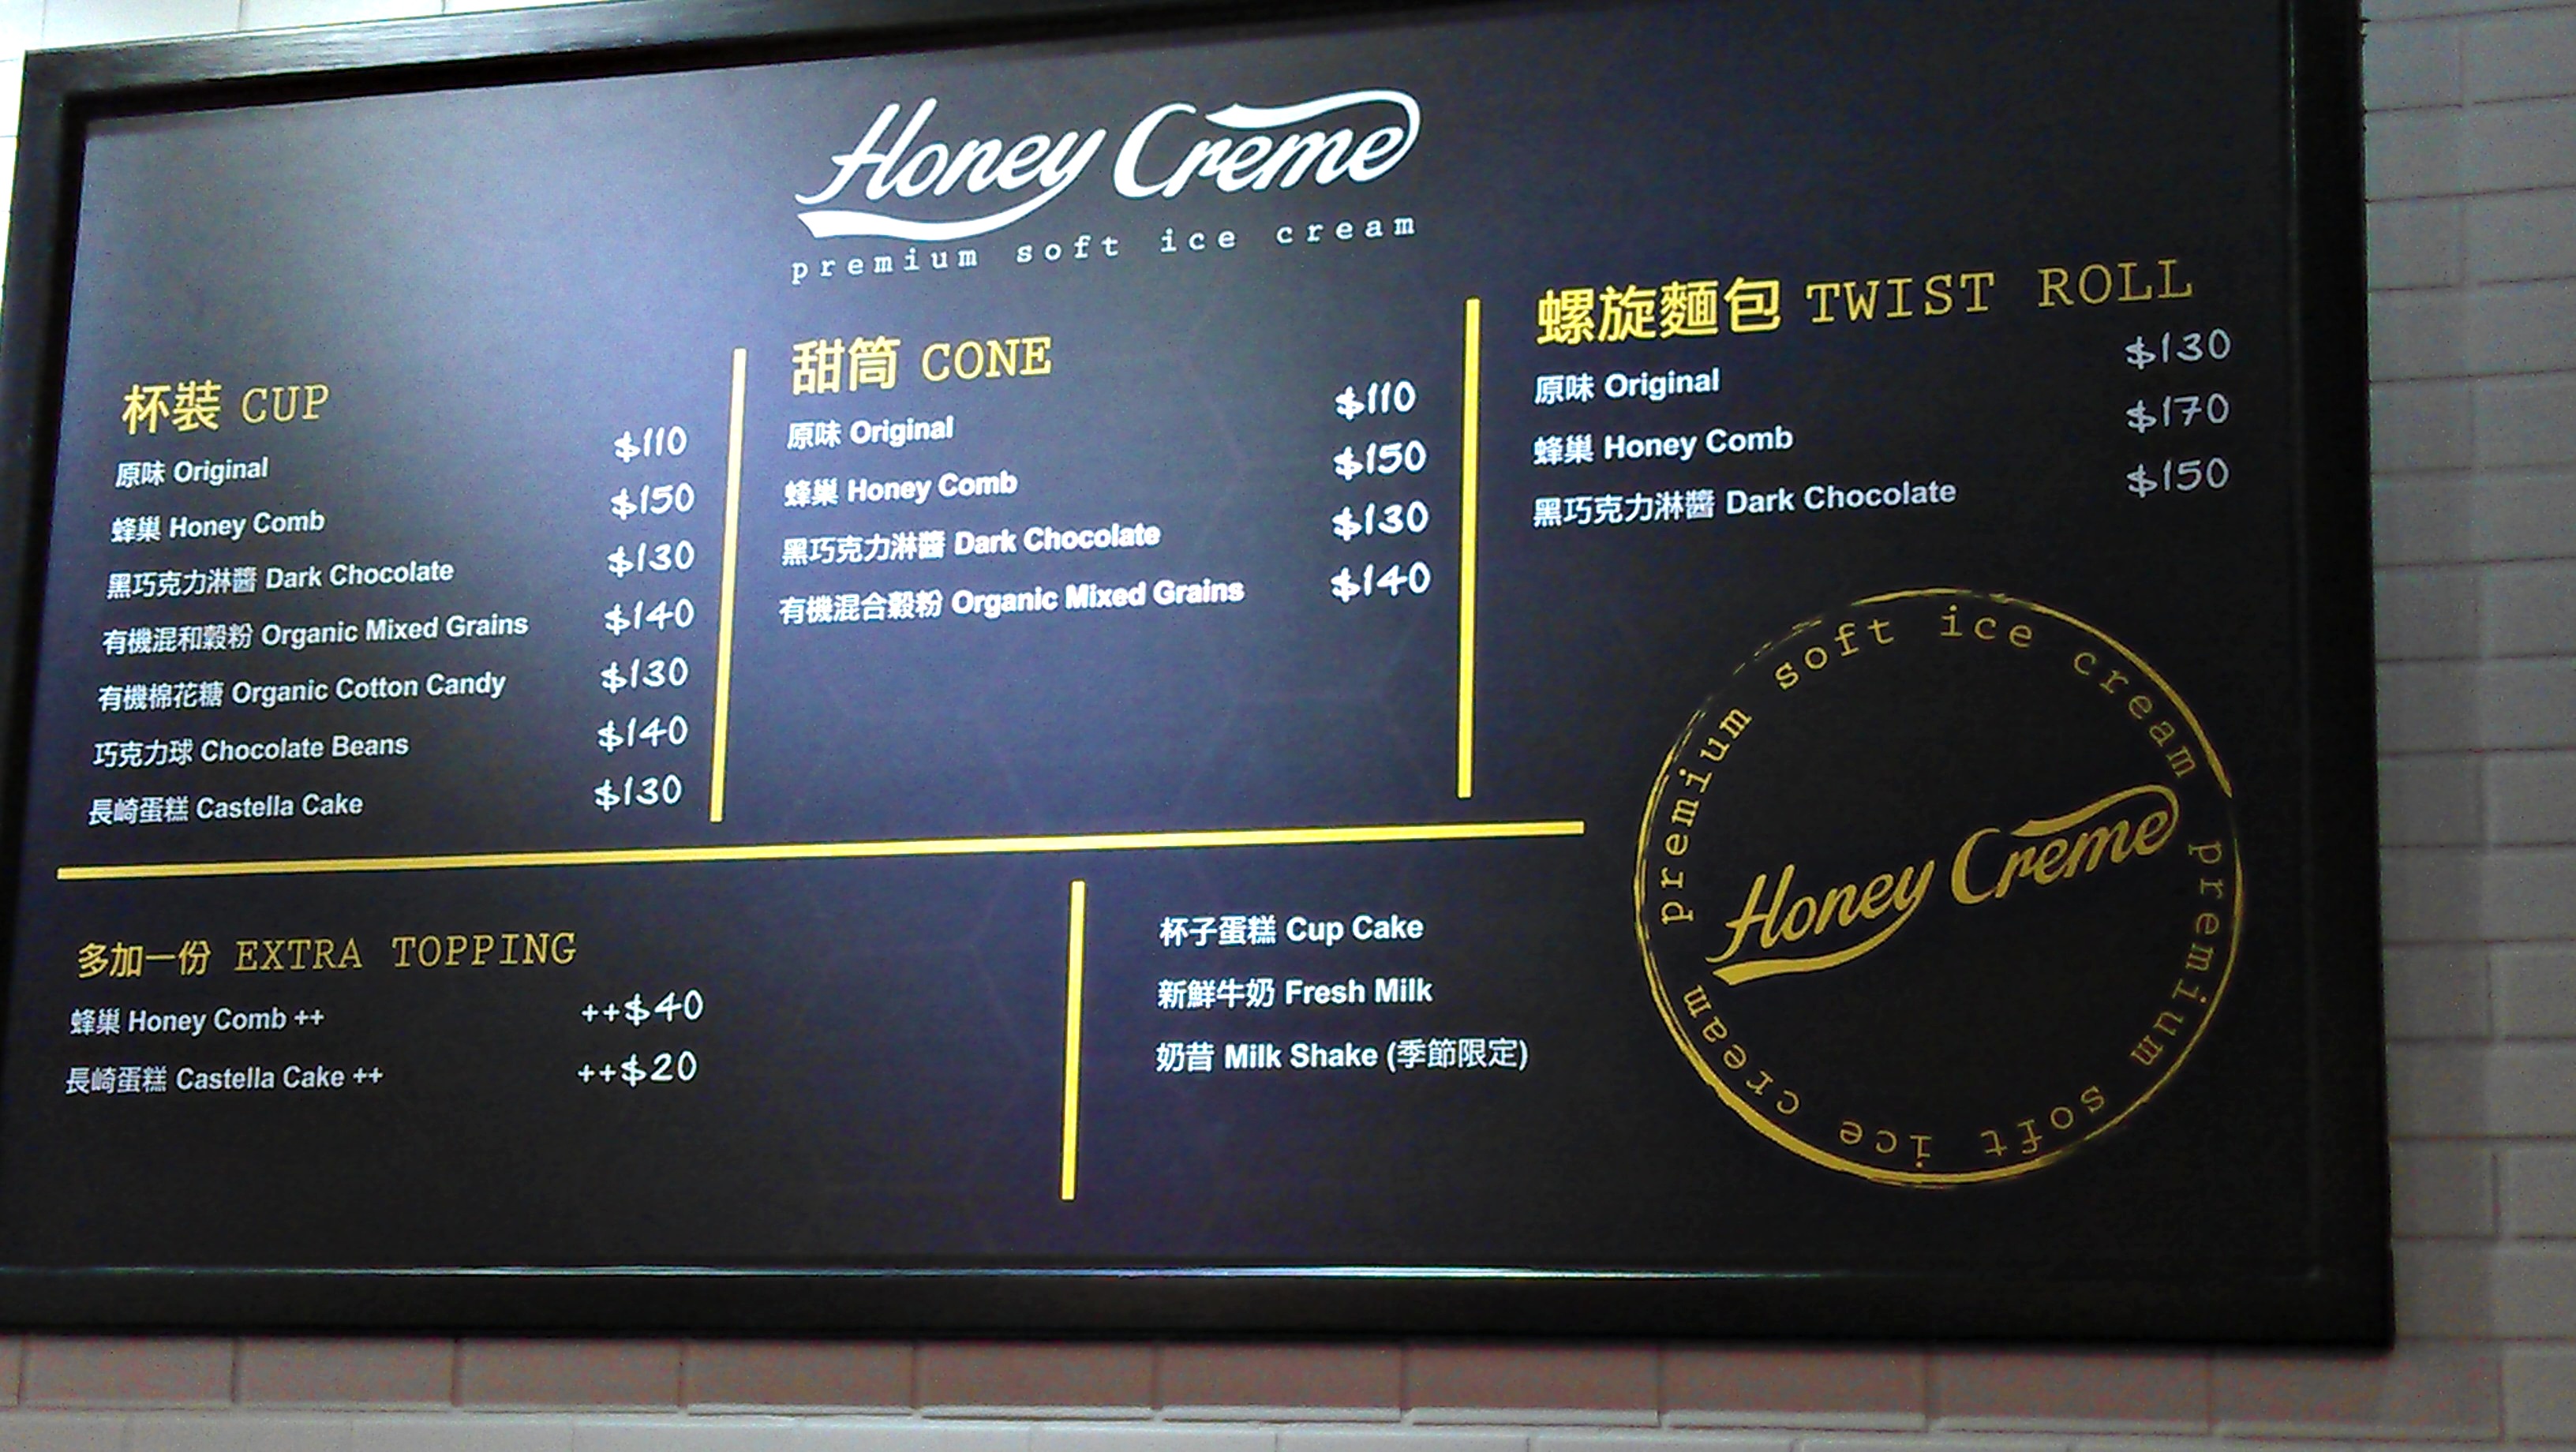 Honey Creme
premium soft ice cream
杯裝 CUP
原味 Original $110
蜂巢 Honey Comb $150
黑巧克力淋醬 Dark Chocolate $130
有機混和穀粉 Organic Mixed Grains $140
有機棉花糖 Organic Cotton Candy $130
巧克力球 Chocolate Beans $140
長崎蛋糕 Castella Cake $130
甜筒 CONE
原味 Original $110
蜂巢 Honey Comb $150
黑巧克力淋醬 Dark Chocolate $130
有機混合穀粉 Organic Mixed Grains $140
螺旋麵包 TWIST ROLL
原味 Original $130
蜂巢 Honey Comb $170
黑巧克力淋醬 Dark Chocolate $150
多加一份 EXTRA TOPPING
蜂巢 Honey Comb ++ ++$40
長崎蛋糕 Castella Cake ++ ++$20
杯子蛋糕 Cup Cake
新鮮牛奶 Fresh Milk
奶昔 Milk Shake (季節限定)
premium soft ice cream
Honey Creme
premium soft ice cream